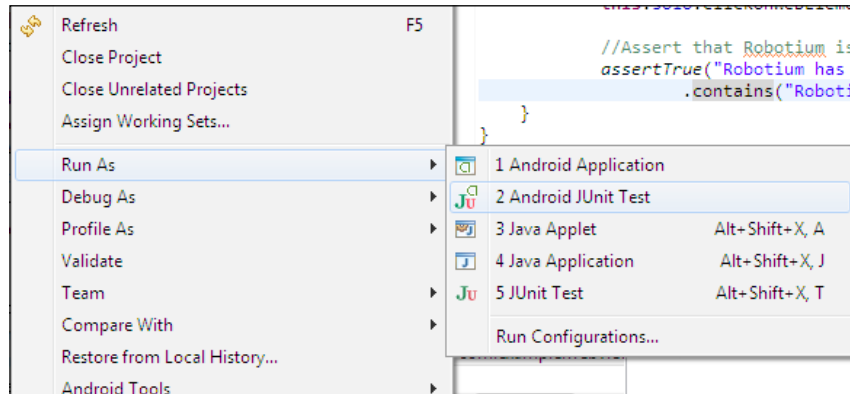 Refresh F5
Close Project
Close Unrelated Projects
Assign Working Sets...
Run As
Debug As
Profile As
Validate
Team
Compare With
Restore from Local History...
Android Tools
//Assert that Robotium is
assertTrue("Robotium has
.contains("Roboti
}
}
1 Android Application
2 Android JUnit Test
3 Java Applet Alt+Shift+X, A
4 Java Application Alt+Shift+X, J
5 JUnit Test Alt+Shift+X, T
Run Configurations...